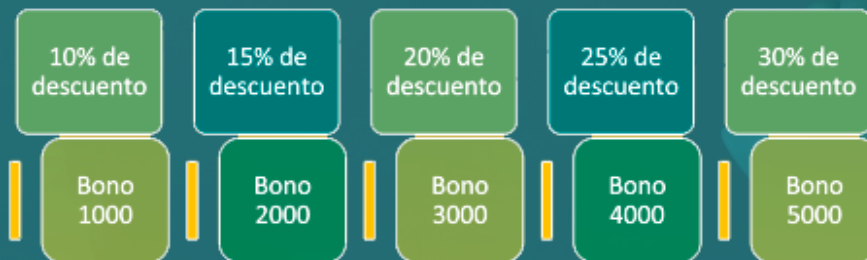 10% de
descuento
15% de
descuento
20% de
descuento
25% de
descuento
30% de
descuento
Bono
1000
Bono
2000
Bono
3000
Bono
4000
Bono
5000